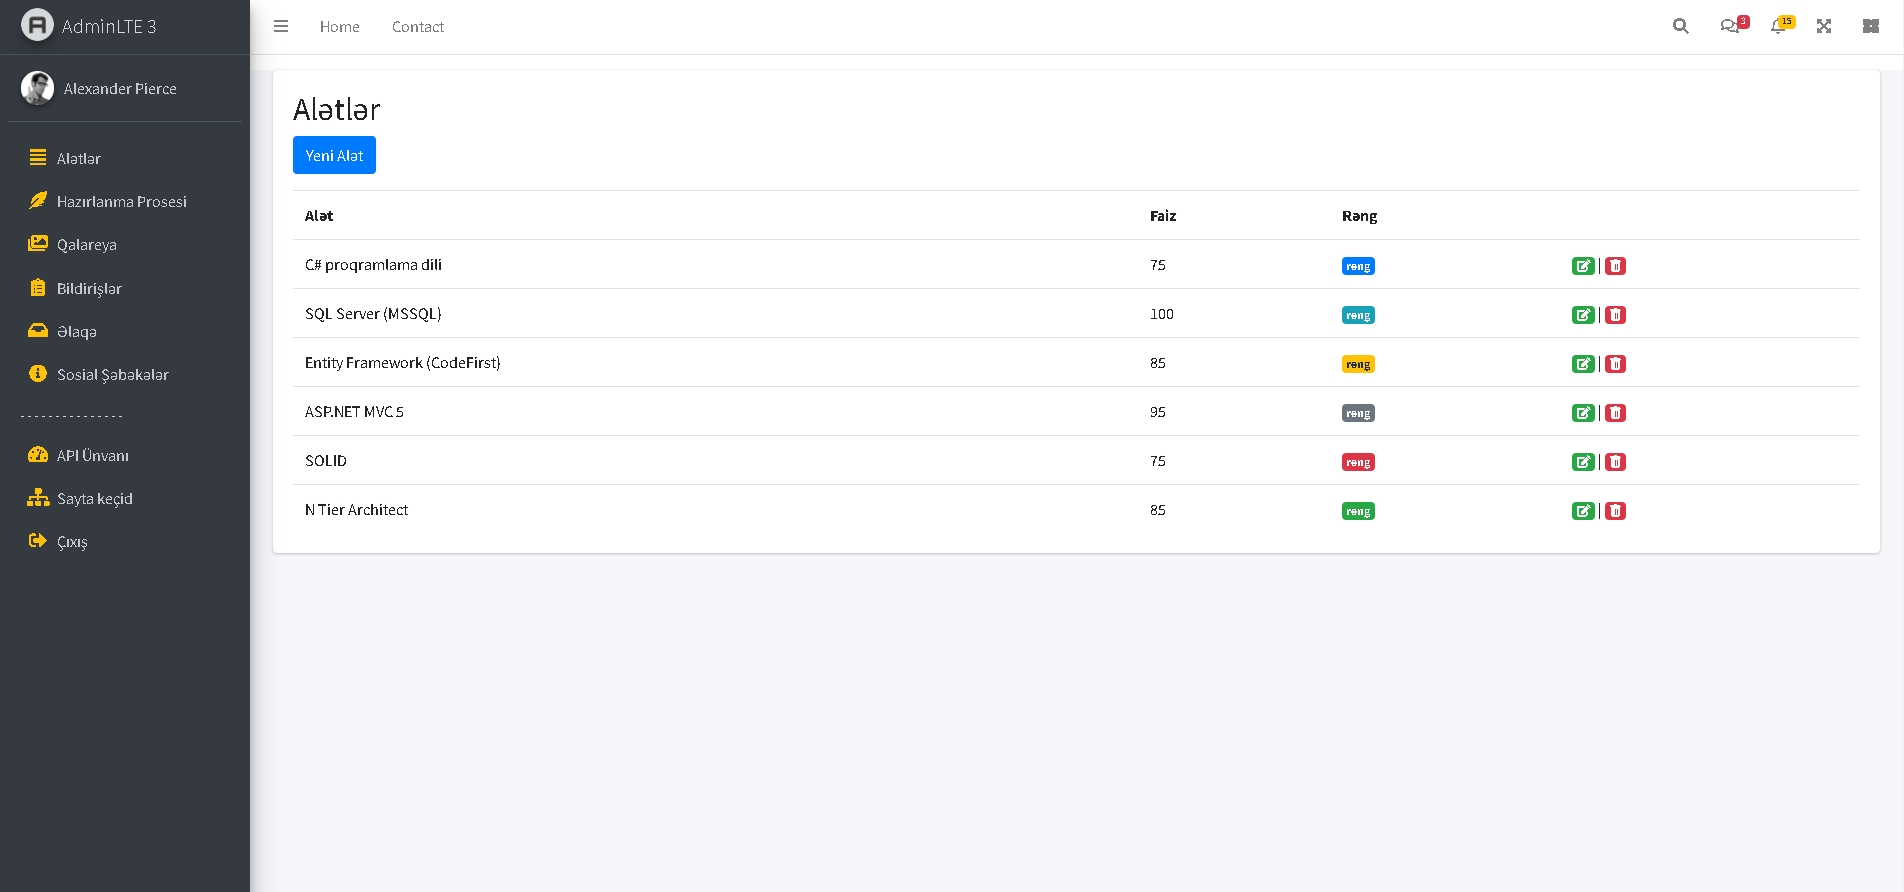 AdminLTE 3
Home
Contact
3
15
Alexander Pierce
Alətlər
Hazırlanma Prosesi
Qalareya
Bildirişlər
Əlaqə
Sosial Şəbəkələr
API Ünvanı
Sayta keçid
Çıxış
Alətlər
Yeni Alət
Alət Faiz Rəng
C# proqramlama dili 75 rəng |
SQL Server (MSSQL) 100 rəng |
Entity Framework (CodeFirst) 85 rəng |
ASP.NET MVC 5 95 rəng |
SOLID 75 rəng |
N Tier Architect 85 rəng |